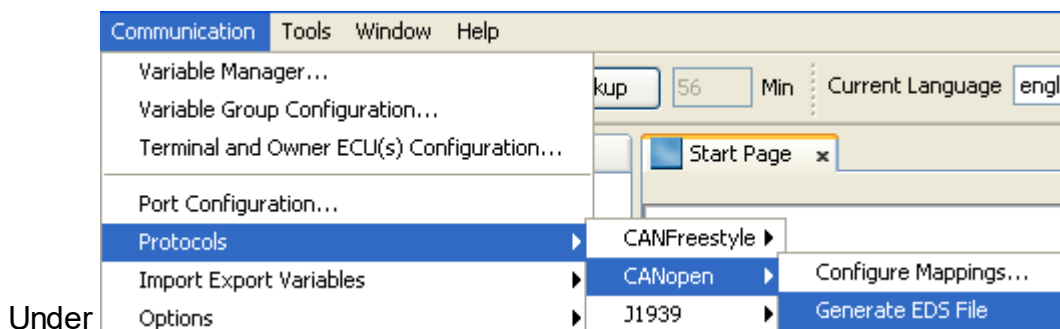 Communication Tools Window Help
Variable Manager...
kup 56 Min Current Language engl
Variable Group Configuration...
Terminal and Owner ECU(s) Configuration...
Start Page x
Port Configuration...
Protocols CANFreestyle
Import Export Variables CANopen Configure Mappings...
Under Options J1939 Generate EDS File